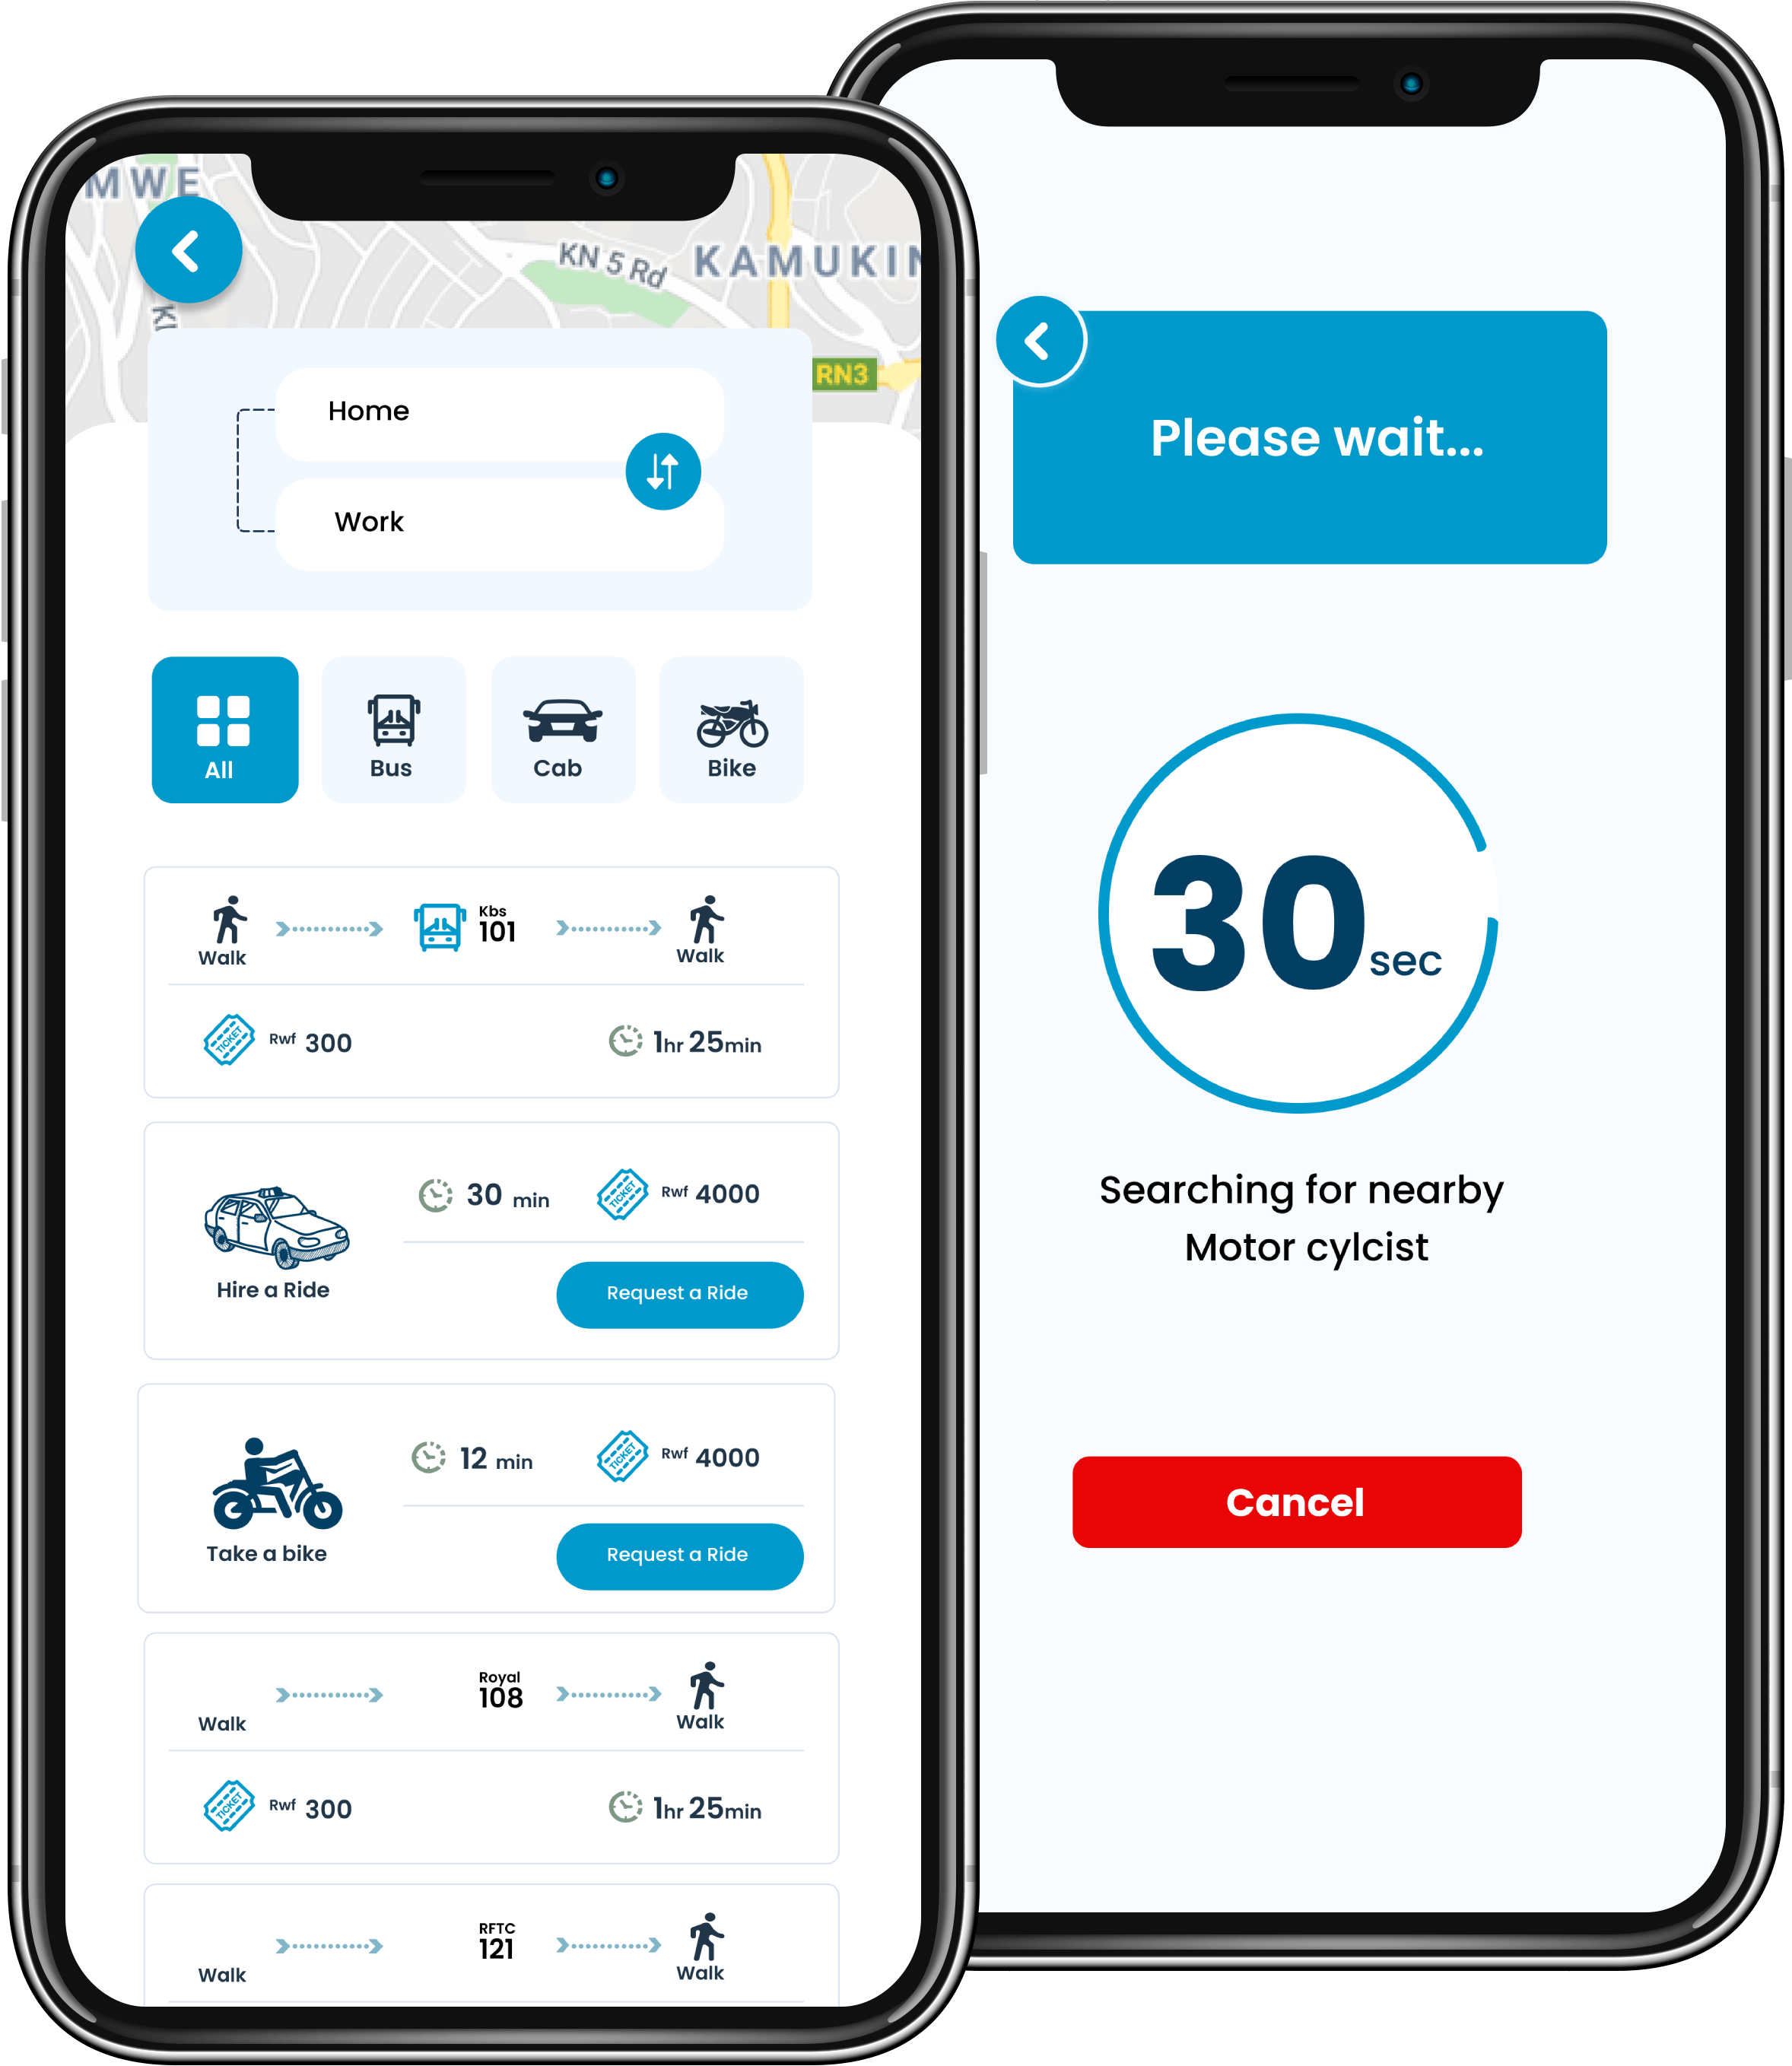 MWE
KN 5 Rd
KAMUKIN
RN3
Home
Work
All
Bus
Cab
Bike
Walk
Kbs
101
Walk
TICKET
Rwf 300
1hr 25min
Hire a Ride
30 min
TICKET
Rwf 4000
Request a Ride
Take a bike
12 min
TICKET
Rwf 4000
Request a Ride
Walk
Royal
108
Walk
TICKET
Rwf 300
1hr 25min
Walk
RFTC
121
Walk
Please wait...
30sec
Searching for nearby
Motor cylcist
Cancel